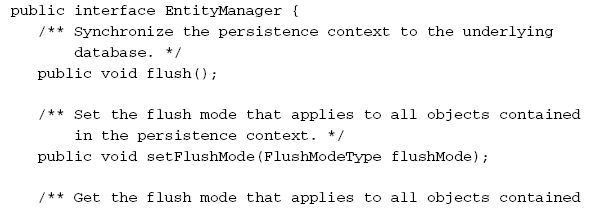 public interface EntityManager {
/** Synchronize the persistence context to the underlying
database. */
public void flush();
/** Set the flush mode that applies to all objects contained
in the persistence context. */
public void setFlushMode(FlushModeType flushMode);
/** Get the flush mode that applies to all objects contained